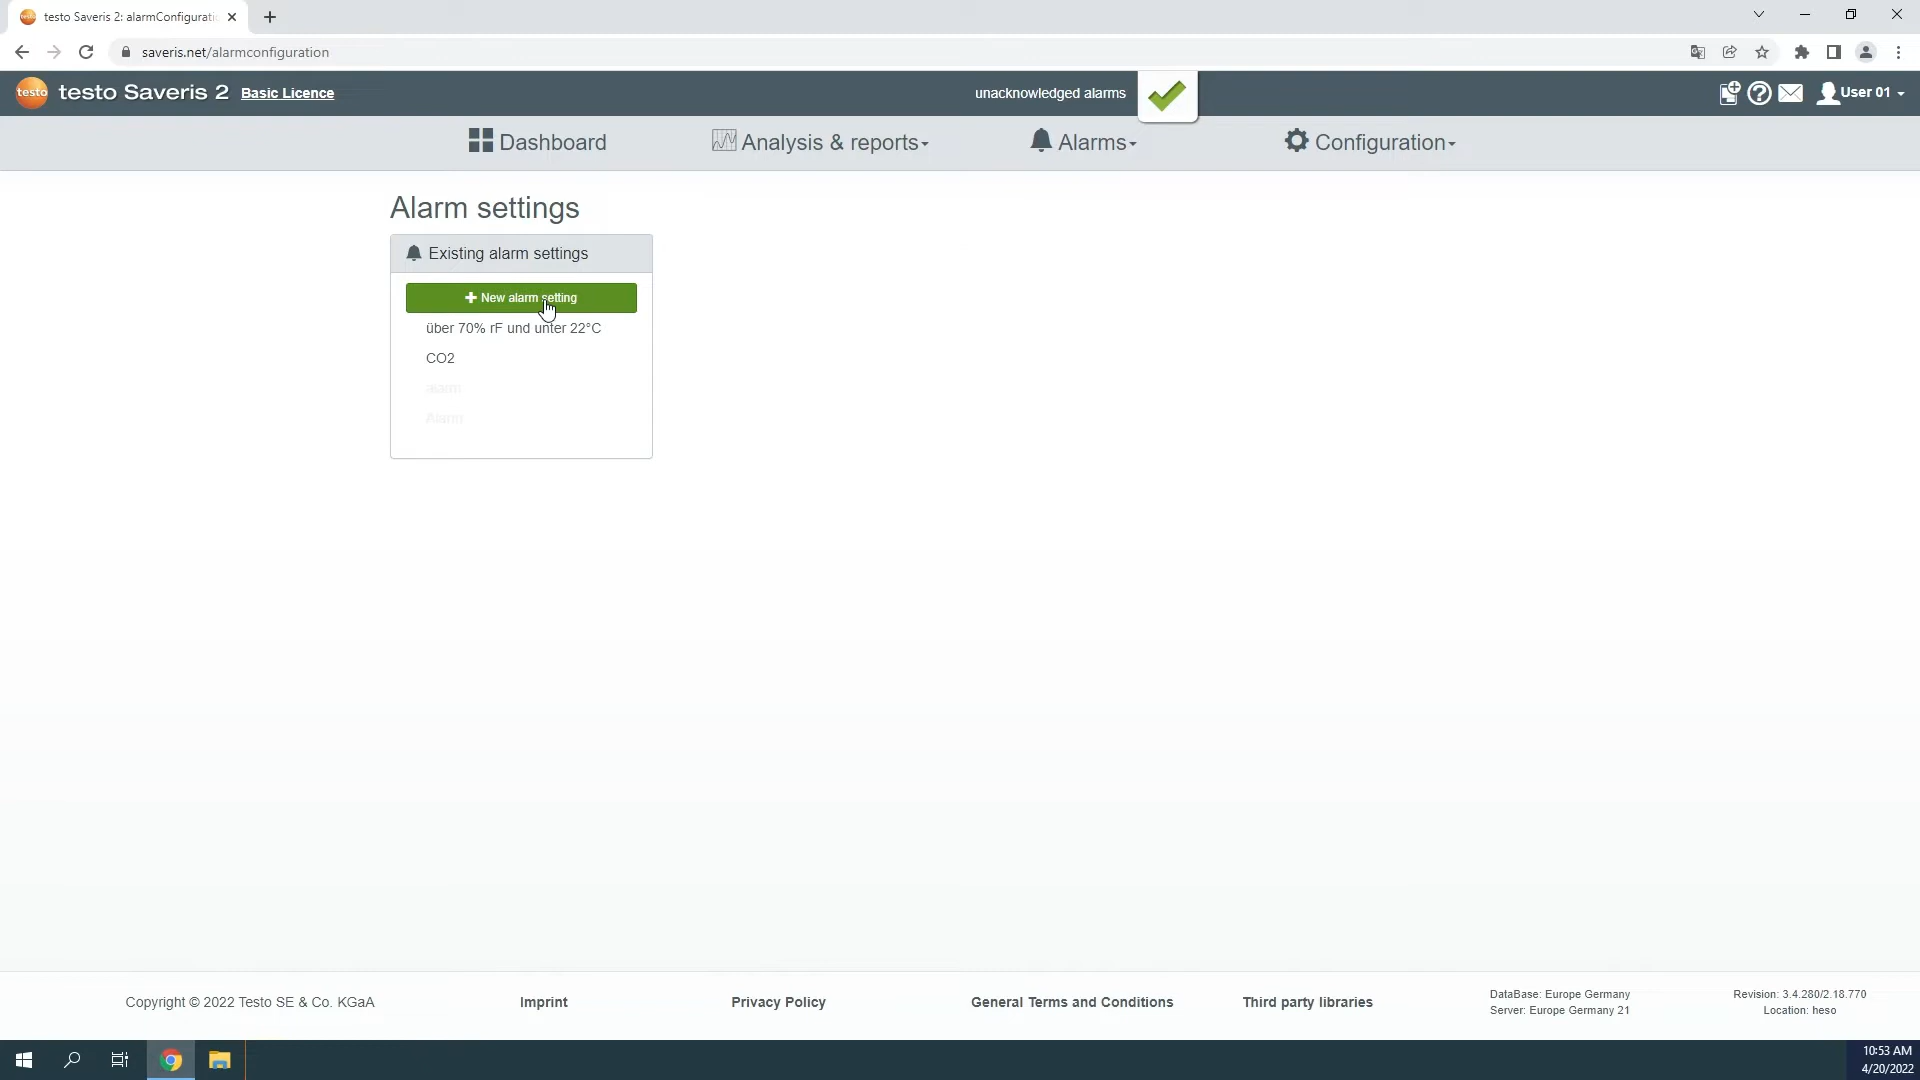 testo Saveris 2: alarmConfigurati
saveris.net/alarmconfiguration
testo
testo Saveris 2 Basic Licence
unacknowledged alarms
User 01
Dashboard
Analysis & reports
Alarms
Configuration
Alarm settings
Existing alarm settings
New alarm setting
über 70% rF und unter 22°C
CO2
alarm
Alarm
Copyright © 2022 Testo SE & Co. KGaA
Imprint
Privacy Policy
General Terms and Conditions
Third party libraries
DataBase: Europe Germany
Server: Europe Germany 21
Revision: 3.4.280/2.18.770
Location: heso
10:53 AM
4/20/2022